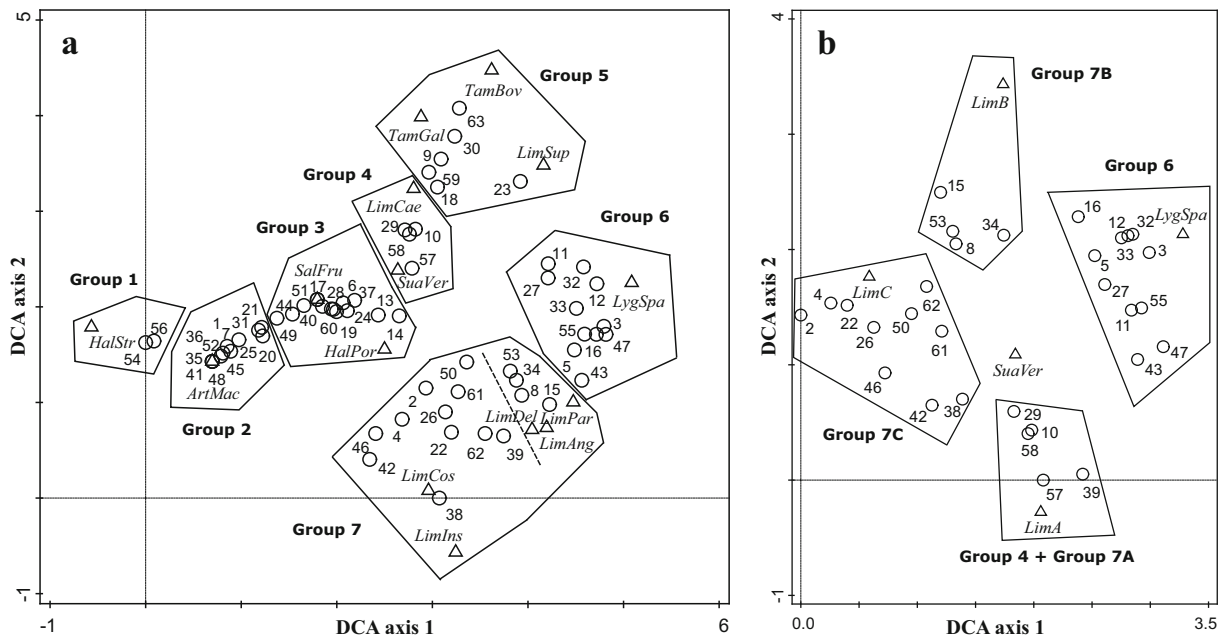 5
a
Group 5
TamBov
63
TamGal
30
9
LimSup
59
Group 4
23
18
LimCae
29
10
Group 3
Group 6
58
57
11
SalFru
SuaVer
Group 1
32
51 17
6
37
27
LygSpa
28
13
12
21
44
33
36 1 7 31
40
60 19
24
3
HalStr
56
52
49
14
55
47
54
35
25 20
HalPor
16
41
45
53
5
48
50
34
43
ArtMac
2
61
8
15
Group 2
26
LimDel
LimPar
4
LimAng
46
22
62
39
42
LimCos
38
Group 7
LimIns
DCA axis 2
-1
-1
DCA axis 1
6
4
b
Group 7B
LimB
Group 6
15
16
53
34
12 32
LygSpa
8
33
3
5
LimC
4
62
27
2
22
50
55
26
61
11
SuaVer
47
46
43
42
38
29
Group 7C
10
58
57
39
LimA
Group 4 + Group 7A
DCA axis 2
-1
0.0
DCA axis 1
3.5